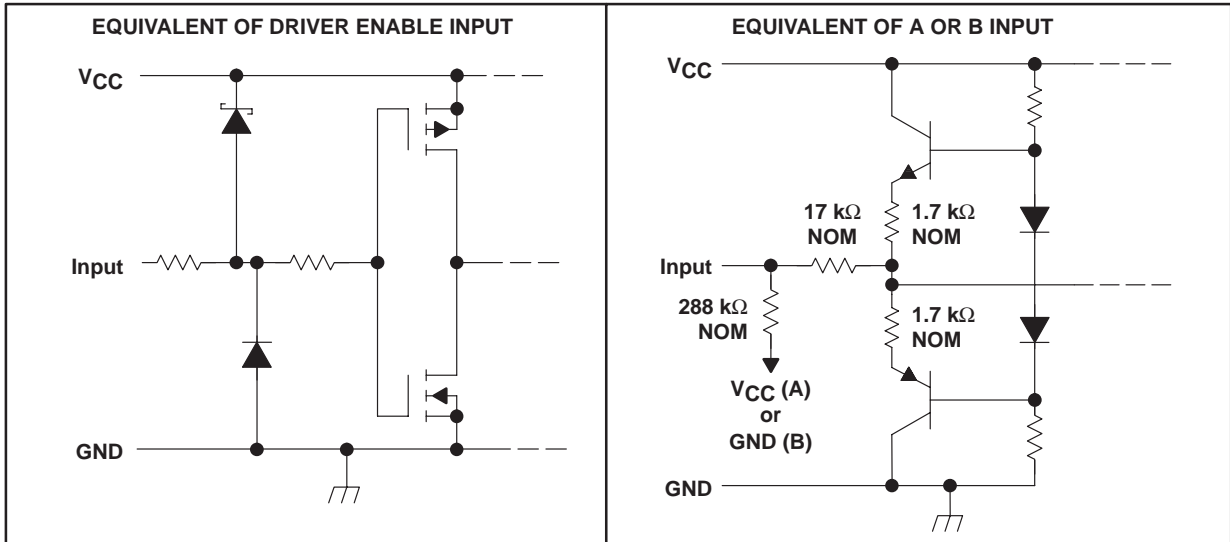 EQUIVALENT OF DRIVER ENABLE INPUT
VCC
Input
GND
EQUIVALENT OF A OR B INPUT
VCC
17 kΩ
NOM
1.7 kΩ
NOM
Input
288 kΩ
NOM
1.7 kΩ
NOM
VCC (A)
or
GND (B)
GND